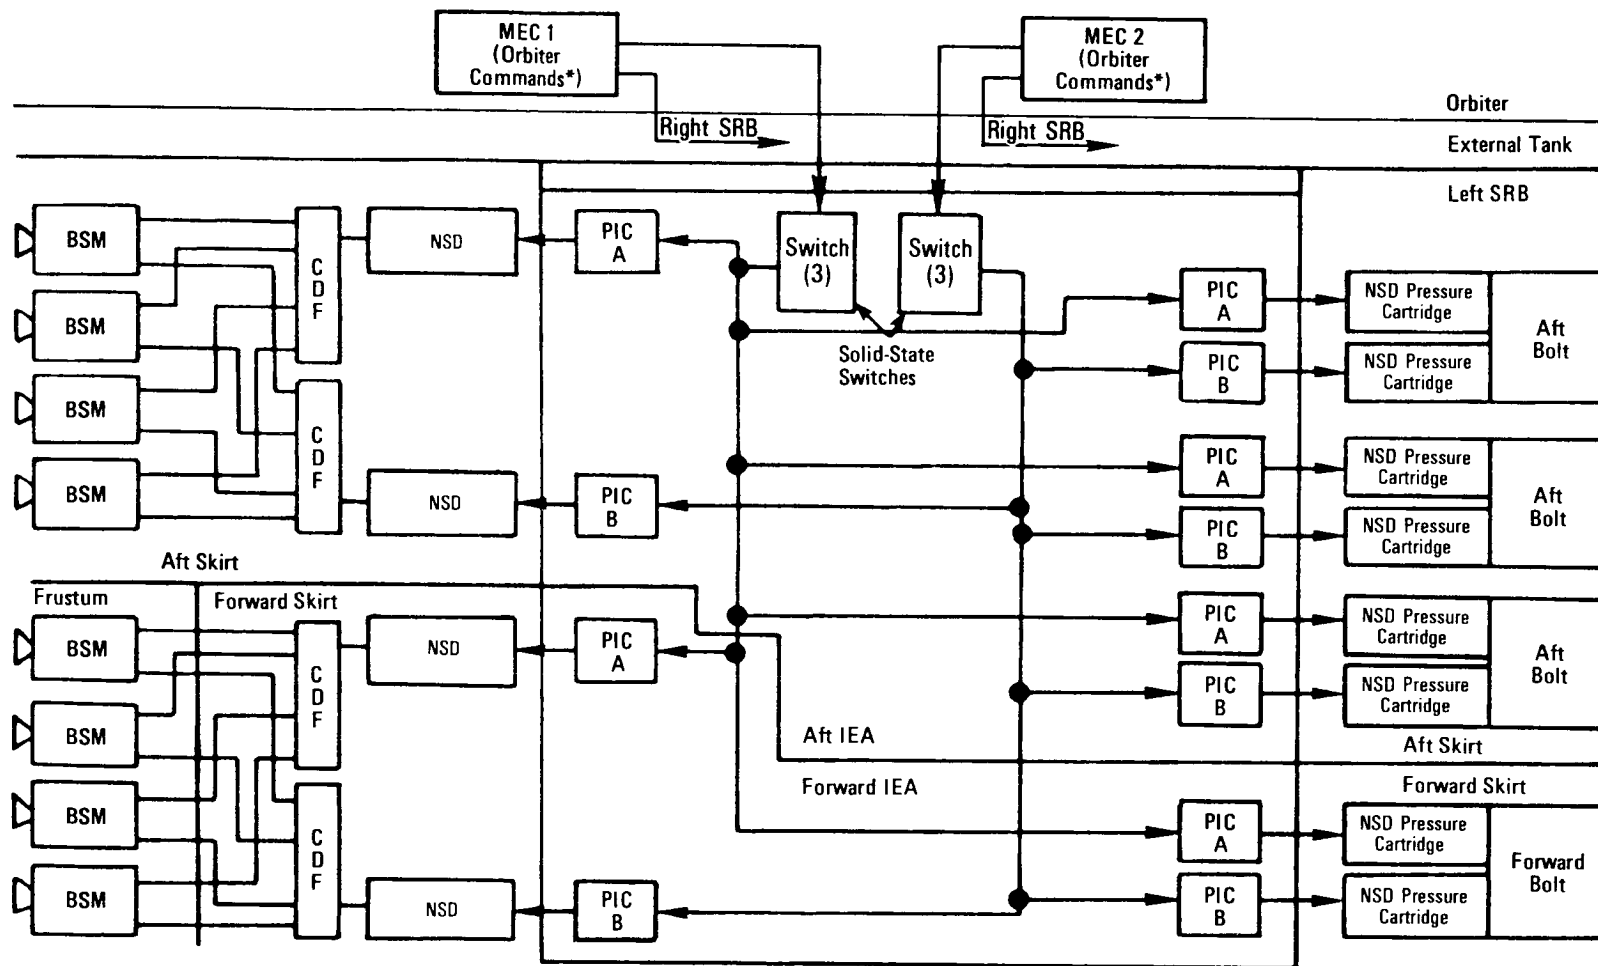 MEC 1
(Orbiter
Commands*)
MEC 2
(Orbiter
Commands*)
Orbiter
Right SRB
Right SRB
External Tank
Left SRB
BSM
CDF
NSD
PIC
A
Switch
(3)
Switch
(3)
PIC
A
NSD Pressure
Cartridge
Aft
Bolt
BSM
Solid-State
Switches
PIC
B
NSD Pressure
Cartridge
BSM
CDF
PIC
A
NSD Pressure
Cartridge
Aft
Bolt
BSM
NSD
PIC
B
PIC
B
NSD Pressure
Cartridge
Aft Skirt
Frustum
Forward Skirt
BSM
CDF
NSD
PIC
A
PIC
A
NSD Pressure
Cartridge
Aft
Bolt
PIC
B
NSD Pressure
Cartridge
BSM
Aft IEA
Aft Skirt
Forward IEA
Forward Skirt
BSM
CDF
PIC
A
NSD Pressure
Cartridge
Forward
Bolt
BSM
NSD
PIC
B
PIC
B
NSD Pressure
Cartridge